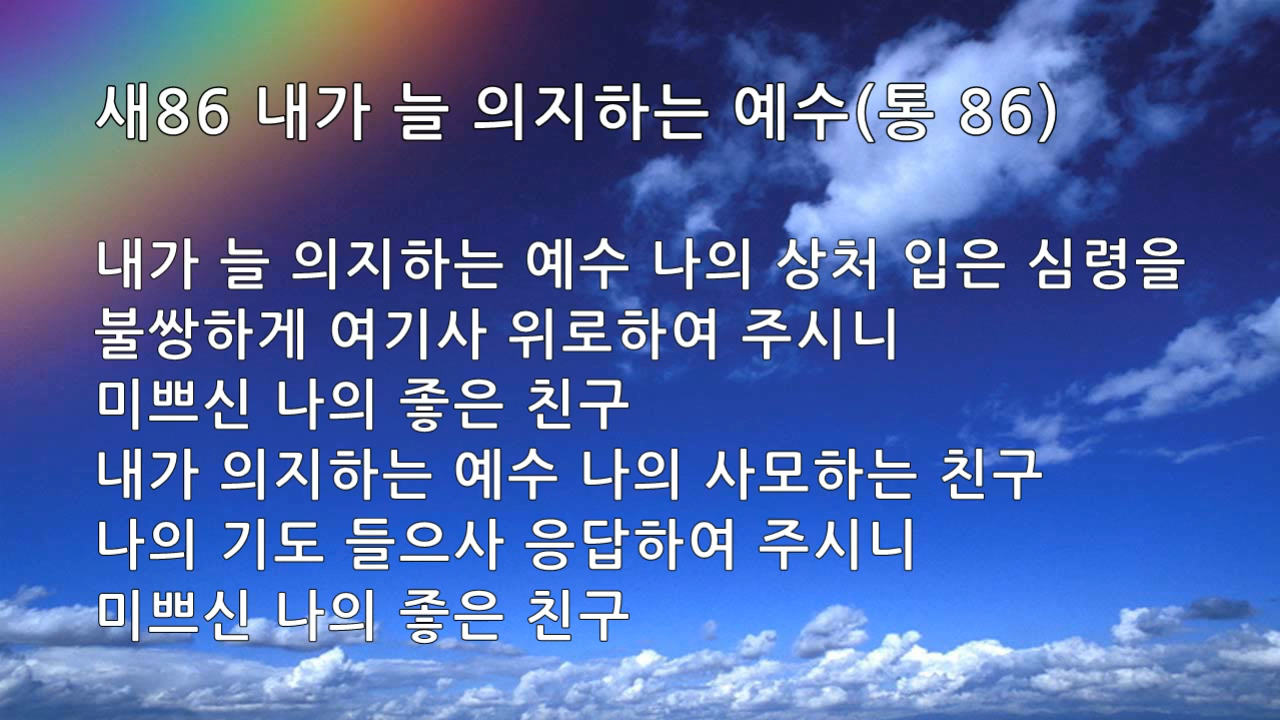 새86 내가 늘 의지하는 예수(통 86)
내가 늘 의지하는 예수 나의 상처 입은 심령을
불쌍하게 여기사 위로하여 주시니
미쁘신 나의 좋은 친구
내가 의지하는 예수 나의 사모하는 친구
나의 기도 들으사 응답하여 주시니
미쁘신 나의 좋은 친구